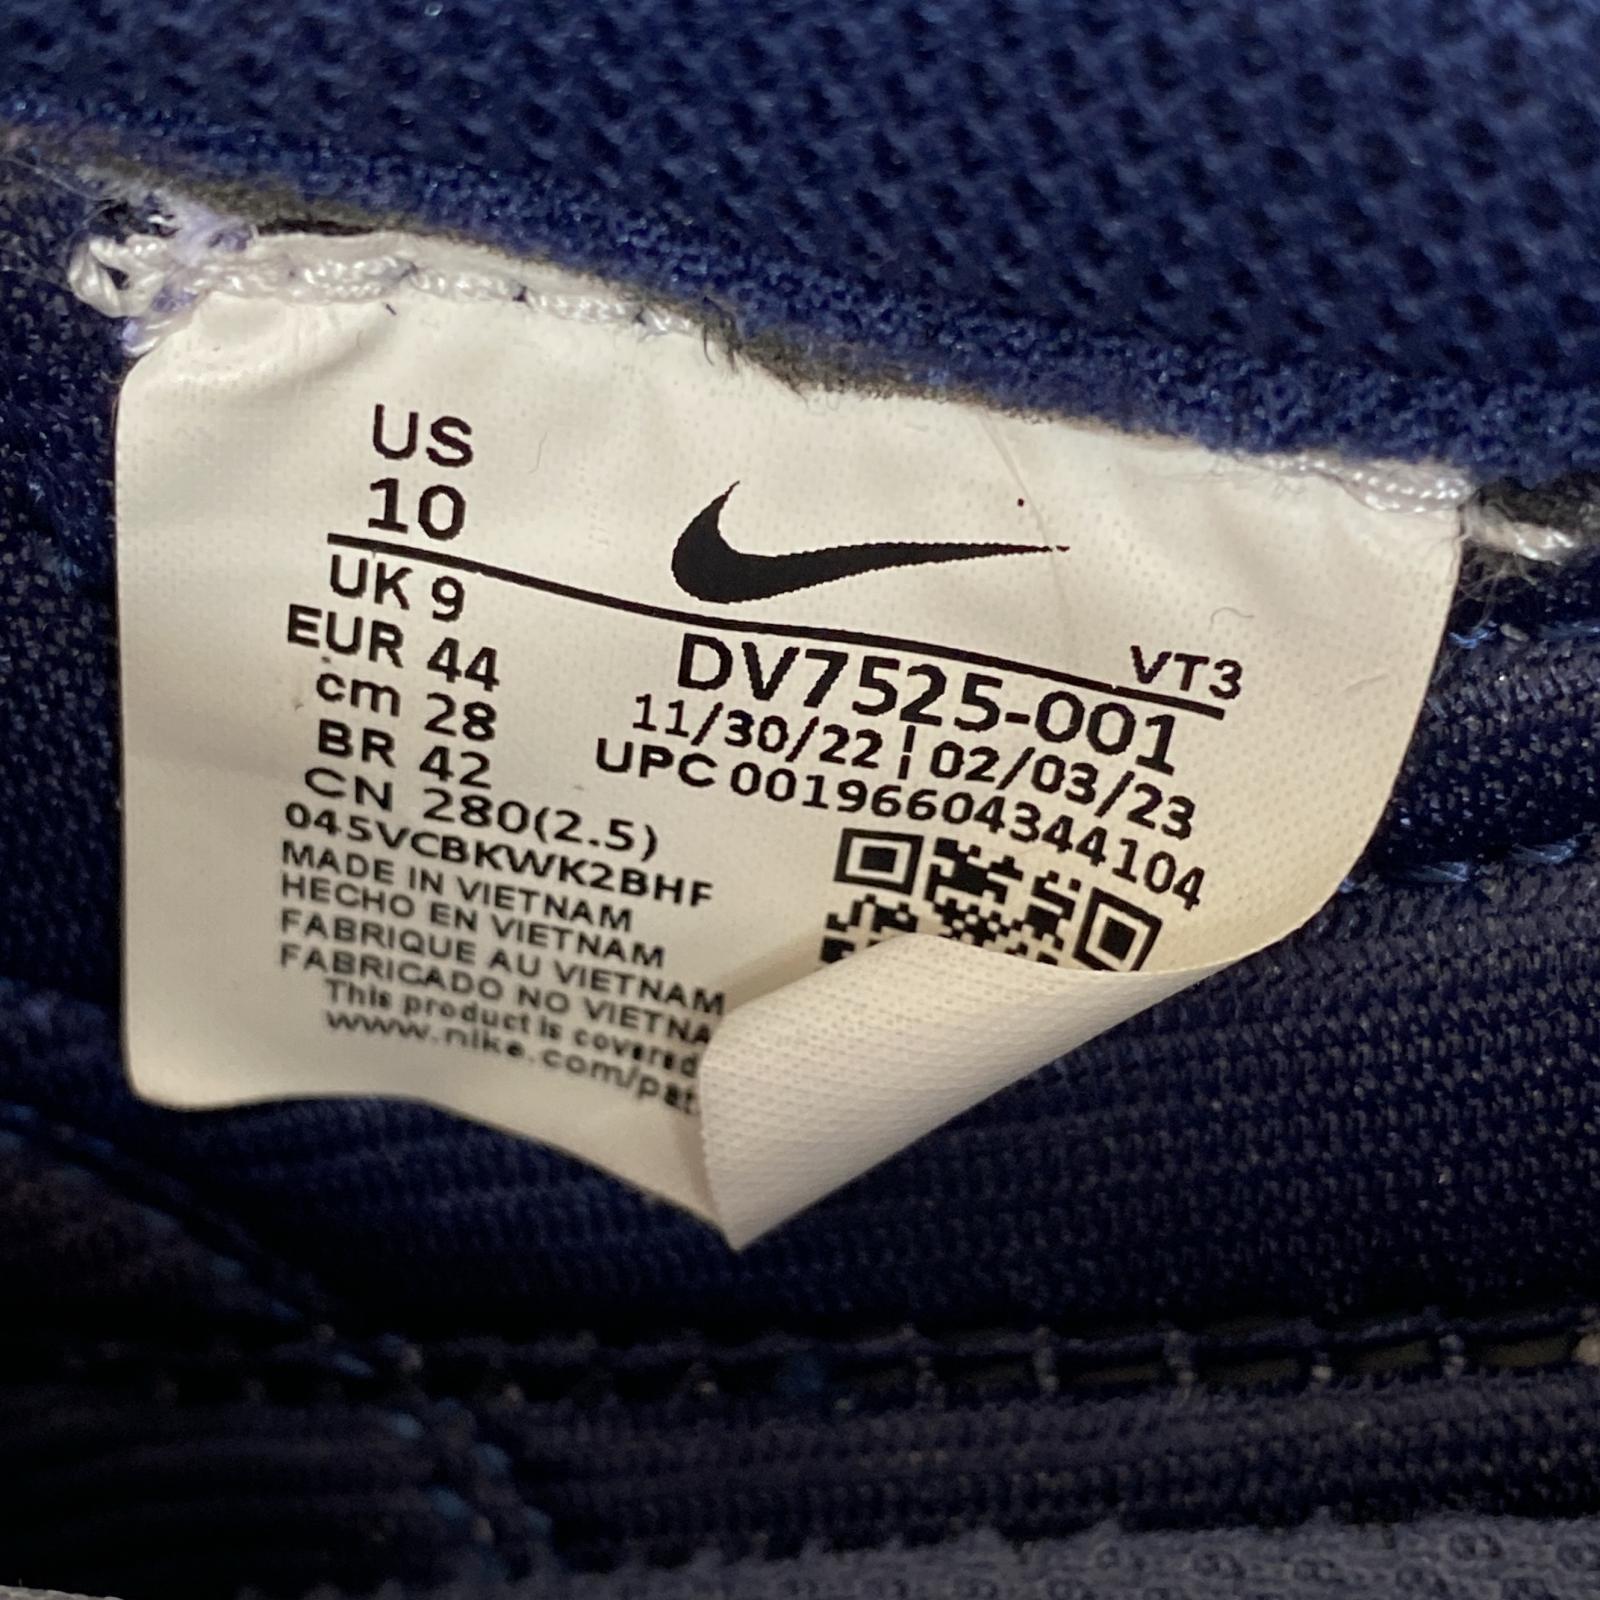 US
10
UK 9
EUR 44
cm 28
BR 42
CN 280(2.5)
045VCBKWK2BHF
MADE IN VIETNAM
HECHO EN VIETNAM
FABRIQUE AU VIETNAM
FABRICADO NO
This product is covered
www.nike.com/pat
VT3
DV7525-001
11/30/22 ¦ 02/03/23
UPC 00196604344104